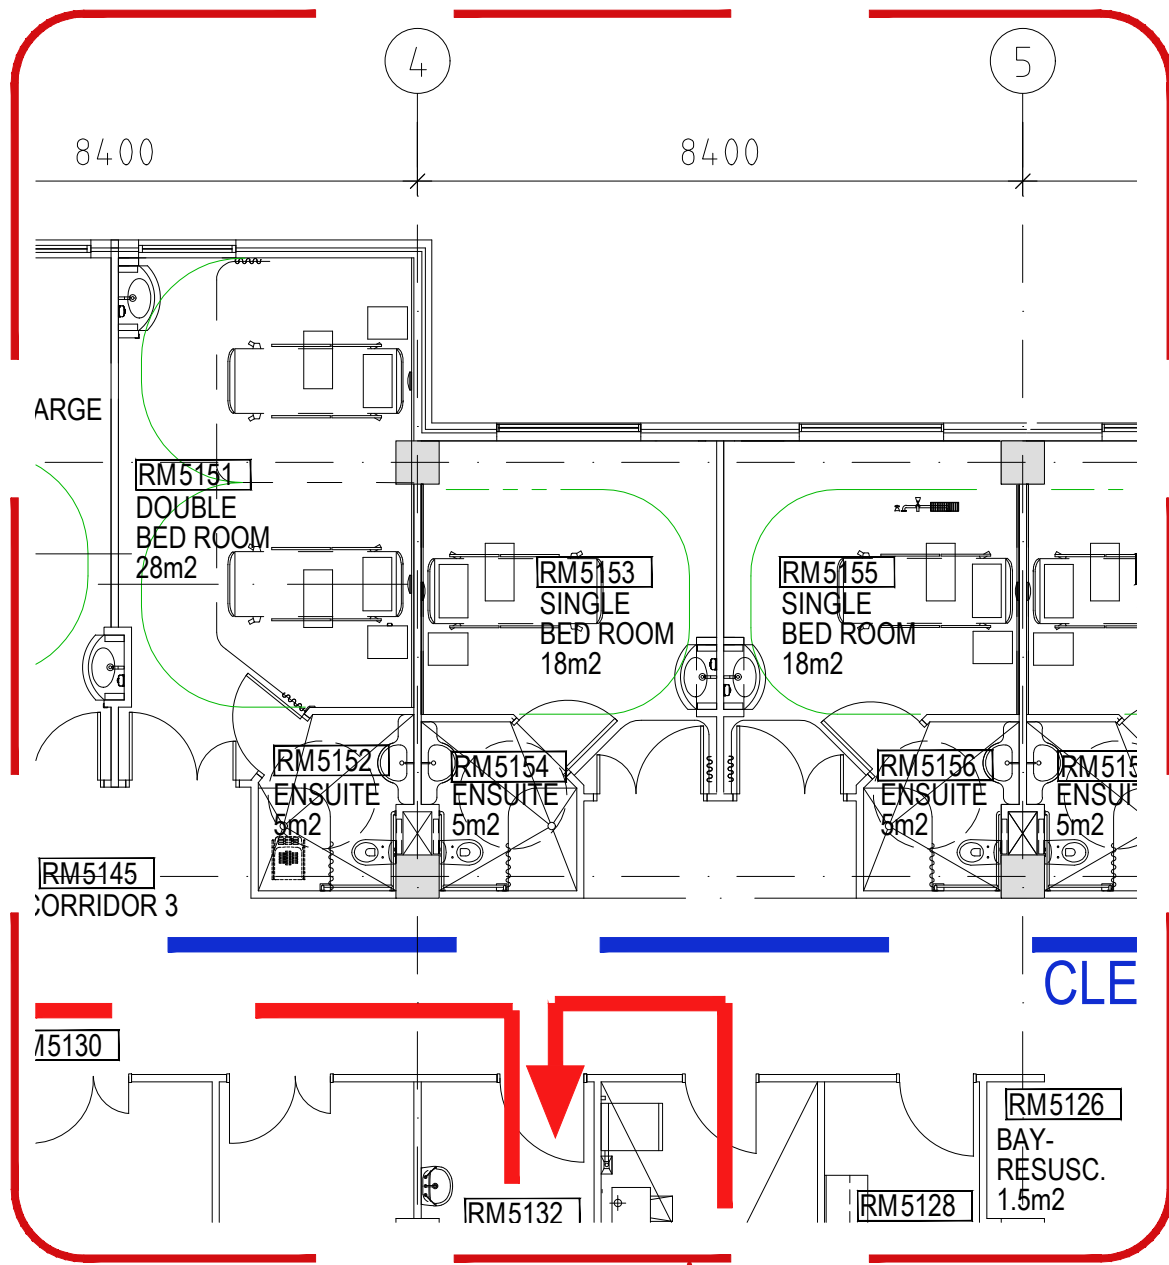 4
5
8400
8400
ARGE
RM5151
DOUBLE
BED ROOM
28m2
RM5153
SINGLE
BED ROOM
18m2
RM5155
SINGLE
BED ROOM
18m2
RM5152
ENSUITE
5m2
RM5154
ENSUITE
5m2
RM5156
ENSUITE
5m2
RM515
ENSUI
5m2
RM5145
CORRIDOR 3
CLE
M5130
RM5126
BAY-
RESUSC.
1.5m2
RM5132
RM5128